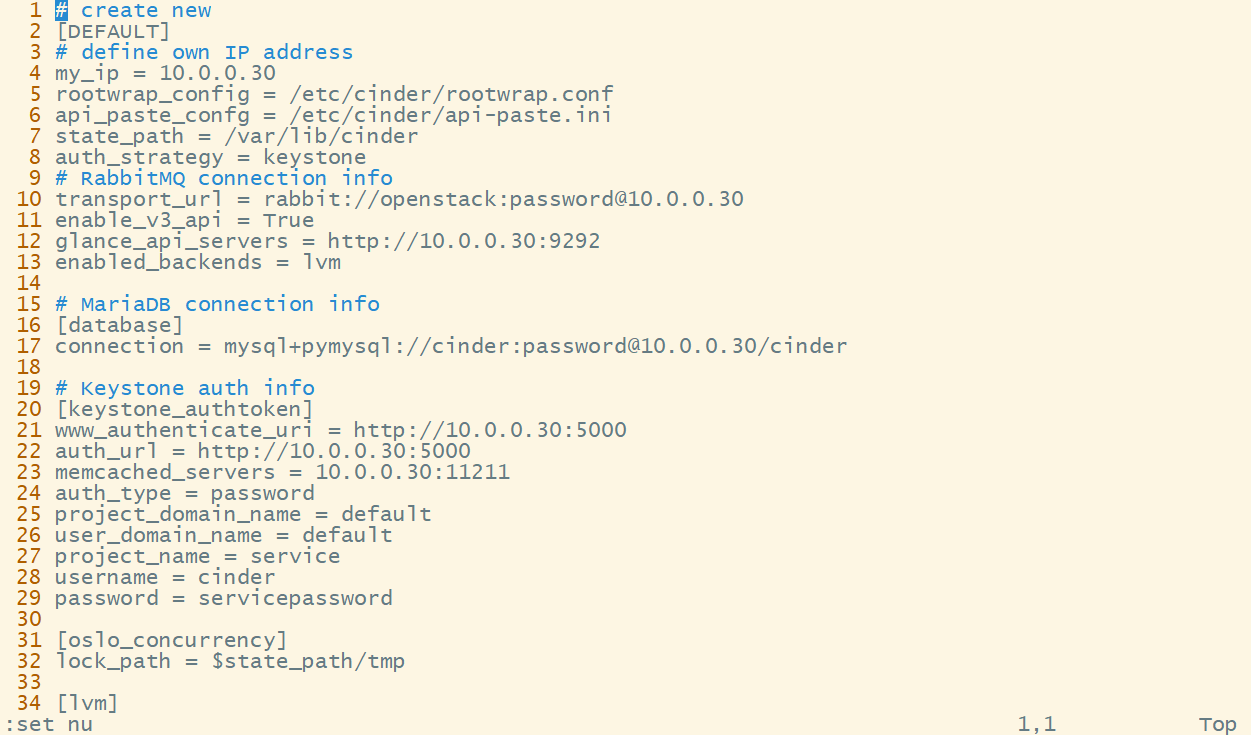 1 # create new
2 [DEFAULT]
3 # define own IP address
4 my_ip = 10.0.0.30
5 rootwrap_config = /etc/cinder/rootwrap.conf
6 api_paste_confg = /etc/cinder/api-paste.ini
7 state_path = /var/lib/cinder
8 auth_strategy = keystone
9 # RabbitMQ connection info
10 transport_url = rabbit://openstack:password@10.0.0.30
11 enable_v3_api = True
12 glance_api_servers = http://10.0.0.30:9292
13 enabled_backends = lvm
14
15 # MariaDB connection info
16 [database]
17 connection = mysql+pymysql://cinder:password@10.0.0.30/cinder
18
19 # Keystone auth info
20 [keystone_authtoken]
21 www_authenticate_uri = http://10.0.0.30:5000
22 auth_url = http://10.0.0.30:5000
23 memcached_servers = 10.0.0.30:11211
24 auth_type = password
25 project_domain_name = default
26 user_domain_name = default
27 project_name = service
28 username = cinder
29 password = servicepassword
30
31 [oslo_concurrency]
32 lock_path = $state_path/tmp
33
34 [lvm]
:set nu 1,1 Top